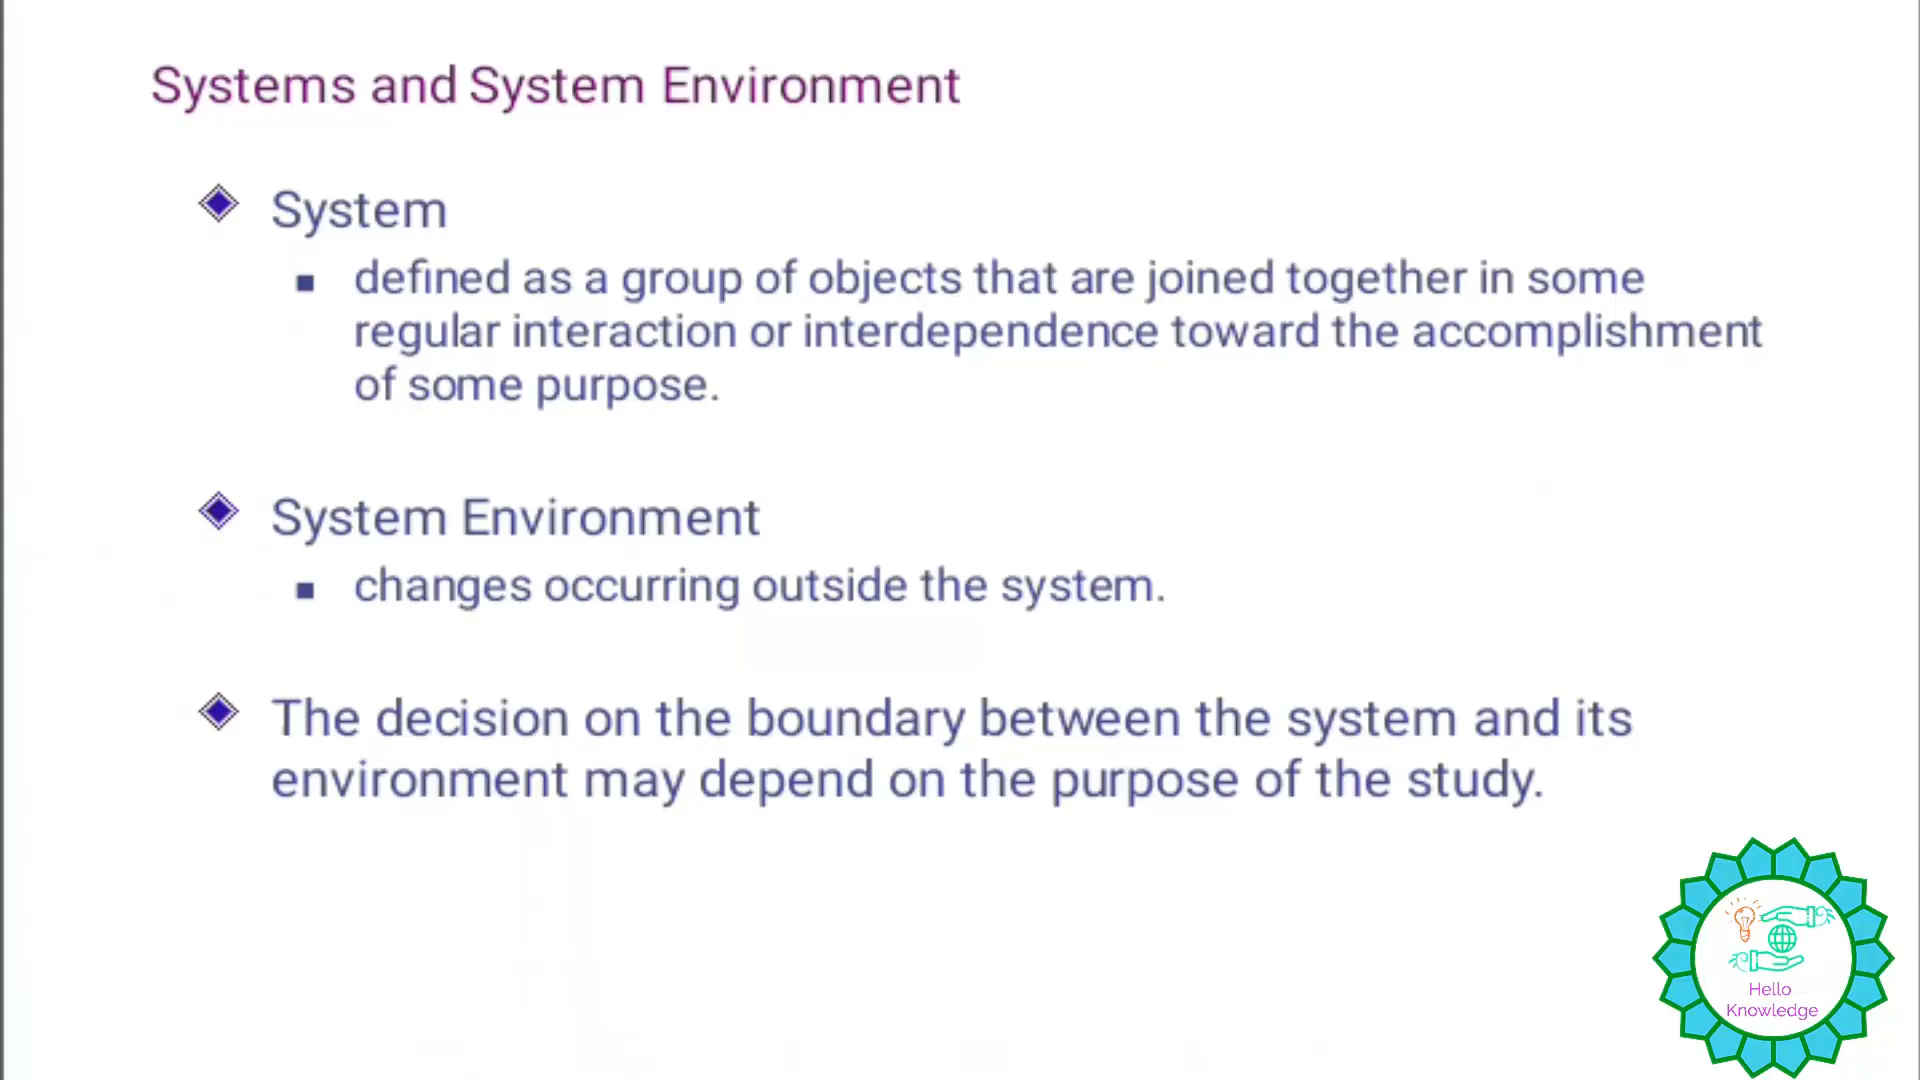 Systems and System Environment
System
defined as a group of objects that are joined together in some
regular interaction or interdependence toward the accomplishment
of some purpose.
System Environment
changes occurring outside the system.
The decision on the boundary between the system and its
environment may depend on the purpose of the study.
Hello
Knowledge